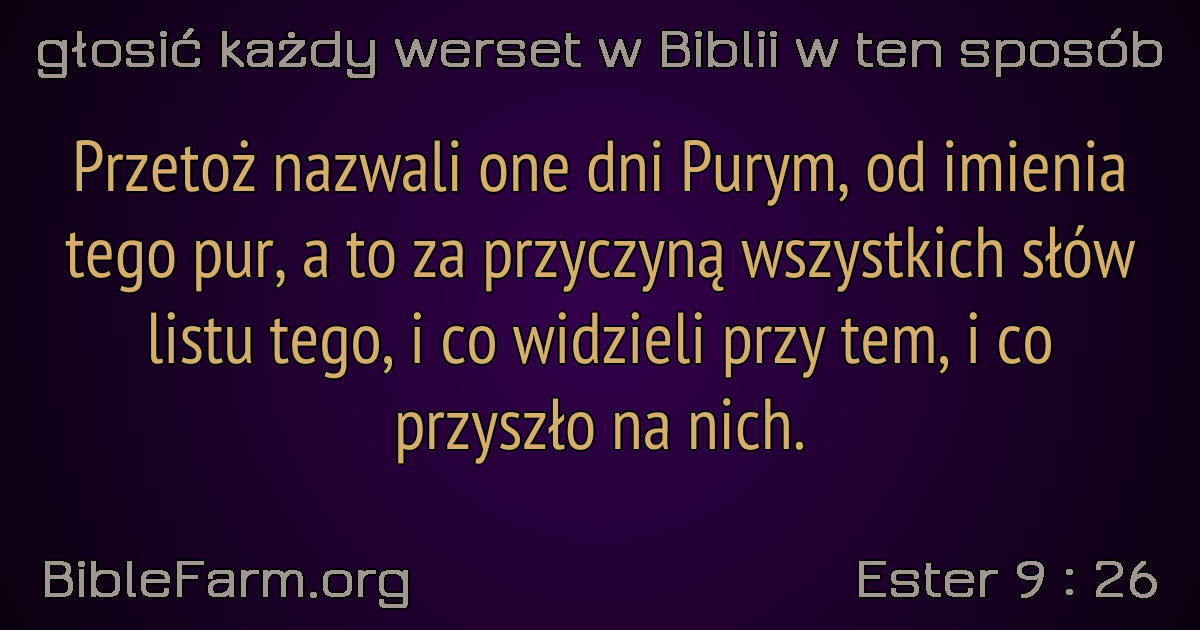 głosić każdy werset w Biblii w ten sposób
Przetoż nazwali one dni Purym, od imienia
tego pur, a to za przyczyną wszystkich słów
listu tego, i co widzieli przy tem, i co
przyszło na nich.
BibleFarm.org
Ester 9 : 26